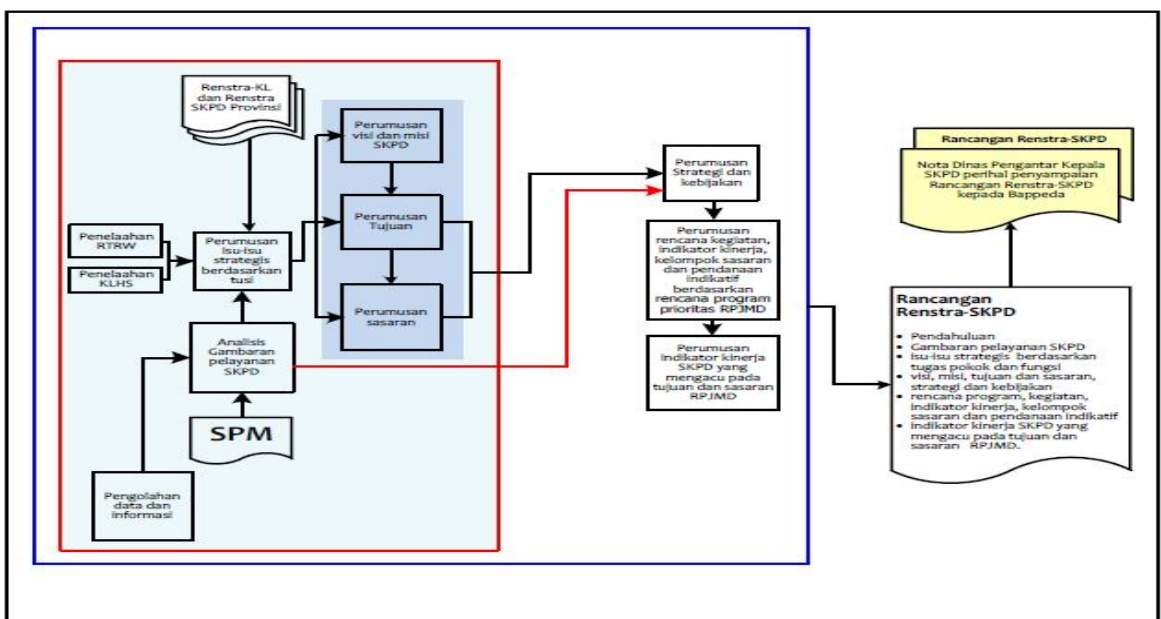 Renstra-KL
dan Renstra
SKPD Provinsi
Perumusan
visi dan misi
SKPD
Perumusan
Tujuan
Perumusan
sasaran
Penelaahan
RTRW
Penelaahan
KLHS
Perumusan
isu-isu
strategis
berdasarkan
tusi
Analisis
Gambaran
pelayanan
SKPD
SPM
Pengolahan
data dan
informasi
Perumusan
Strategi dan
kebijakan
Perumusan
rencana kegiatan,
indikator kinerja,
kelompok sasaran
dan pendanaan
indikatif
berdasarkan
rencana program
prioritas RPJMD
Perumusan
indikator kinerja
SKPD yang
mengacu pada
tujuan dan
sasaran
RPJMD
Rancangan Renstra-SKPD
Nota Dinas Pengantar Kepala
SKPD perihal penyampaian
Rancangan Renstra-SKPD
kepada Bappeda
Rancangan
Renstra-SKPD
• Pendahuluan
• Gambaran pelayanan SKPD
• isu-isu strategis berdasarkan
tugas pokok dan fungsi
• visi, misi, tujuan dan sasaran,
strategi dan kebijakan
• rencana program, kegiatan,
indikator kinerja, kelompok
sasaran dan pendanaan indikatif
• indikator kinerja SKPD yang
mengacu pada tujuan dan
sasaran RPJMD.